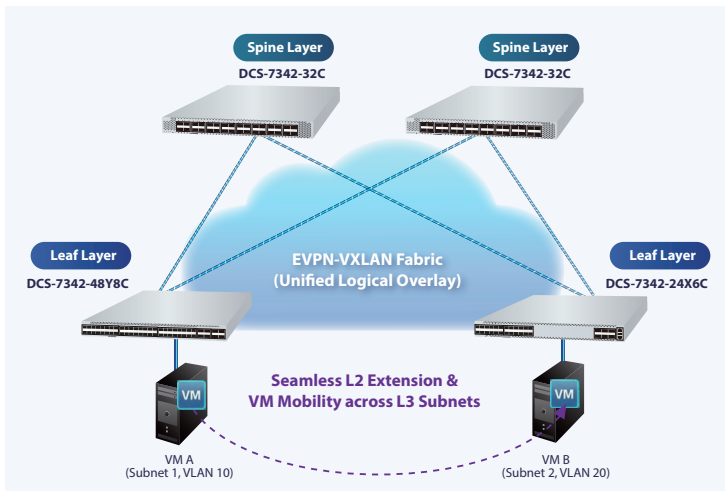 Spine Layer
DCS-7342-32C
Spine Layer
DCS-7342-32C
Leaf Layer
DCS-7342-48Y8C
EVPN-VXLAN Fabric
(Unified Logical Overlay)
Leaf Layer
DCS-7342-24X6C
Seamless L2 Extension &
VM Mobility across L3 Subnets
VM
VM
VM A
(Subnet 1, VLAN 10)
VM B
(Subnet 2, VLAN 20)